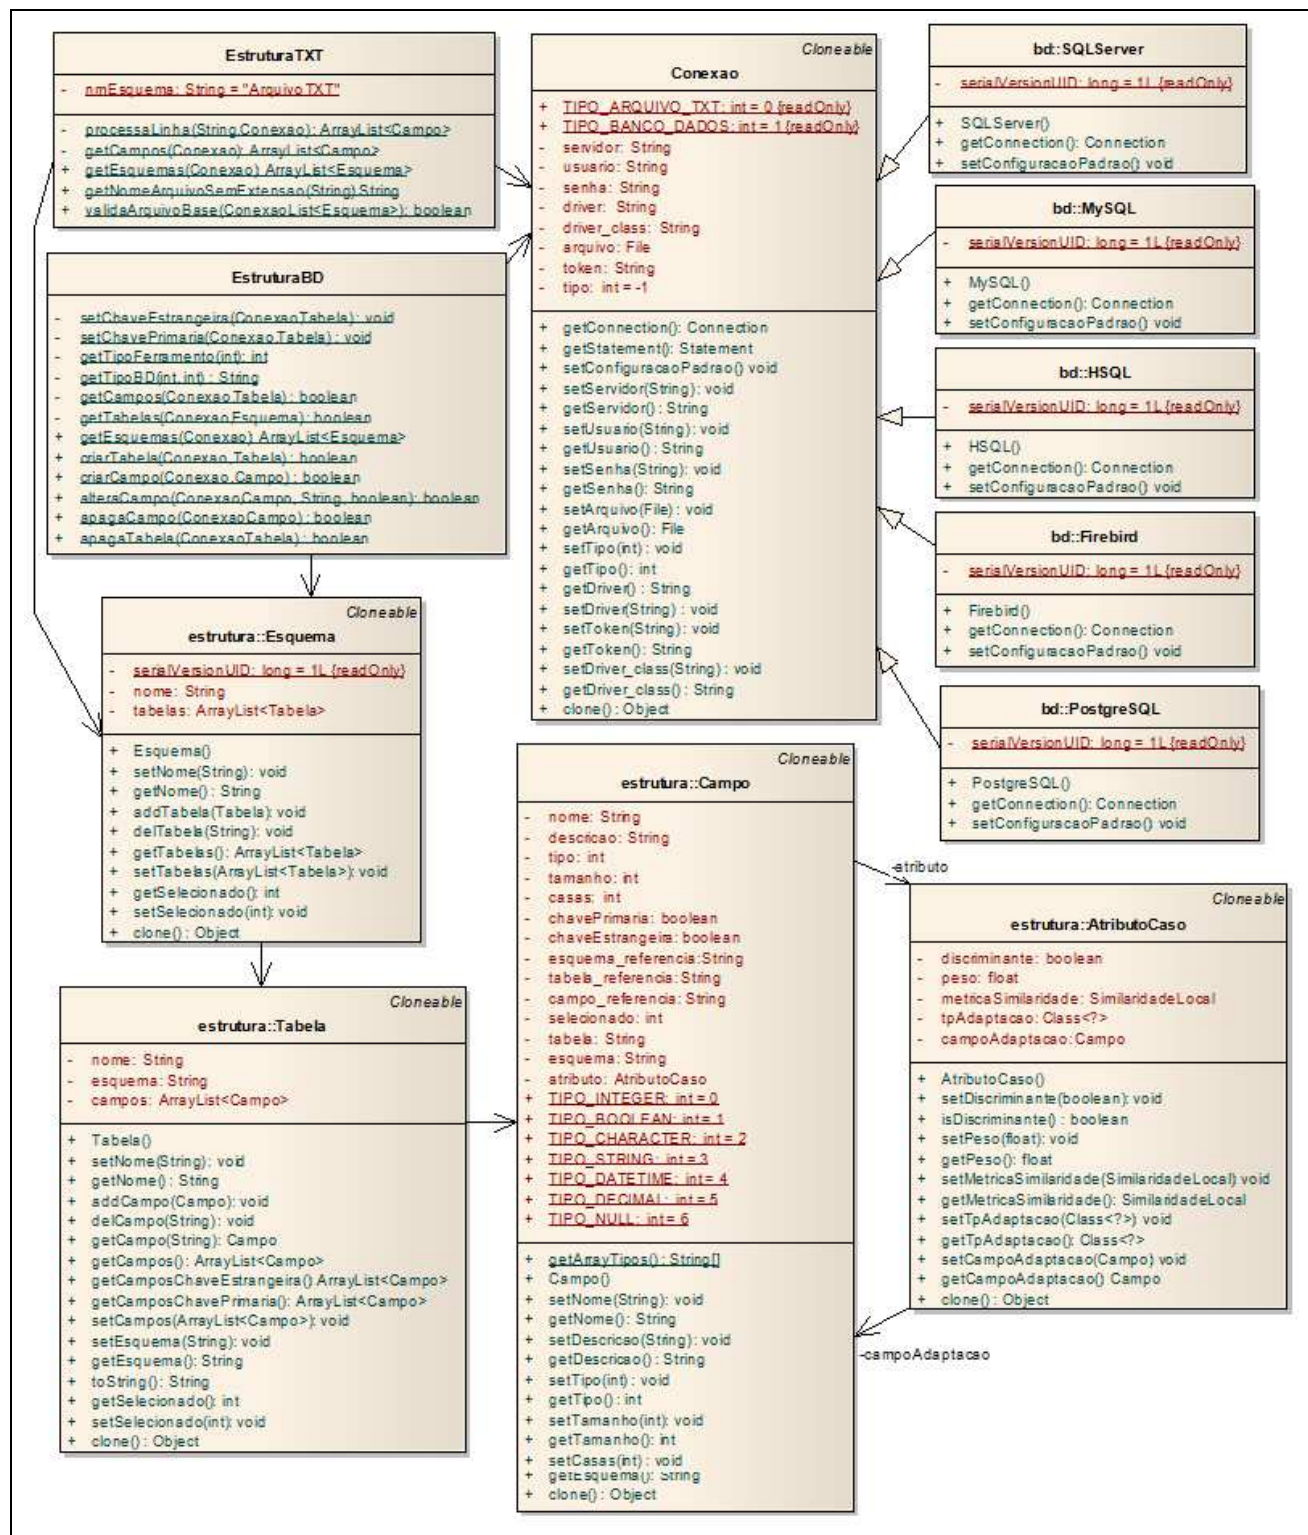 EstruturaTXT
- nmEsquema: String = "Arquivo TXT"
- processaLinha(String,Conexao): ArrayList<Campo>
- getCampos(Conexao): ArrayList<Campo>
+ getEsquemas(Conexao) ArrayList<Esquema>
+ getNomeArquivoSemExtensao(String) String
+ validaArquivoBase(ConexaoList<Esquema>): boolean
EstruturaBD
- setChaveEstrangeira(Conexao,Tabela): void
- setChavePrimaria(Conexao,Tabela) : void
- getTipoFerramento(int): int
- getTipoBD(int, int) : String
- getCampos(Conexao,Tabela) : boolean
- getTabelas(Conexao,Esquema) : boolean
+ getEsquemas(Conexao) ArrayList<Esquema>
+ criarTabela(Conexao,Tabela) : boolean
+ criarCampo(Conexao,Campo) : boolean
+ alteraCampo(ConexaoCampo, String, boolean): boolean
+ apagaCampo(ConexaoCampo) : boolean
+ apagaTabela(ConexaoTabela) : boolean
Cloneable
Conexao
+ TIPO_ARQUIVO_TXT: int = 0 {readOnly}
+ TIPO_BANCO_DADOS: int = 1 {readOnly}
- servidor: String
- usuario: String
- senha: String
- driver: String
- driver_class: String
- arquivo: File
- token: String
- tipo: int = -1
+ getConnection(): Connection
+ getStatement(): Statement
+ setConfiguracaoPadrao() void
+ setServidor(String): void
+ getServidor() : String
+ setUsuario(String): void
+ getUsuario() : String
+ setSenha(String): void
+ getSenha(): String
+ setArquivo(File) : void
+ getArquivo(): File
+ setTipo(int) : void
+ getTipo(): int
+ getDriver() : String
+ setDriver(String) : void
+ setToken(String): void
+ getToken(): String
+ setDriver_class(String) : void
+ getDriver_class() : String
+ clone() : Object
bd::SQLServer
- serialVersionUID: long = 1L {readOnly}
+ SQLServer()
+ getConnection(): Connection
+ setConfiguracaoPadrao() void
bd::MySQL
- serialVersionUID: long = 1L {readOnly}
+ MySQL()
+ getConnection(): Connection
+ setConfiguracaoPadrao() void
bd::HSQL
- serialVersionUID: long = 1L {readOnly}
+ HSQL()
+ getConnection(): Connection
+ setConfiguracaoPadrao() void
bd::Firebird
- serialVersionUID: long = 1L {readOnly}
+ Firebird()
+ getConnection(): Connection
+ setConfiguracaoPadrao() void
bd::PostgreSQL
- serialVersionUID: long = 1L {readOnly}
+ PostgreSQL()
+ getConnection(): Connection
+ setConfiguracaoPadrao() void
Cloneable
estrutura::Esquema
- serialVersionUID: long = 1L {readOnly}
- nome: String
- tabelas: ArrayList<Tabela>
+ Esquema()
+ setNome(String): void
+ getNome() : String
+ addTabela(Tabela): void
+ delTabela(String): void
+ getTabelas(): ArrayList<Tabela>
+ setTabelas(ArrayList<Tabela>): void
+ getSelecionado(): int
+ setSelecionado(int): void
+ clone() : Object
Cloneable
estrutura::Tabela
- nome: String
- esquema: String
- campos: ArrayList<Campo>
+ Tabela()
+ setNome(String): void
+ getNome() : String
+ addCampo(Campo): void
+ delCampo(String): void
+ getCampo(String): Campo
+ getCampos(): ArrayList<Campo>
+ getCamposChaveEstrangeira() ArrayList<Campo>
+ getCamposChavePrimaria(): ArrayList<Campo>
+ setCampos(ArrayList<Campo>): void
+ setEsquema(String): void
+ getEsquema(): String
+ toString(): String
+ getSelecionado(): int
+ setSelecionado(int): void
+ clone() : Object
Cloneable
estrutura::Campo
- nome: String
- descricao: String
- tipo: int
- tamanho: int
- casas: int
- chavePrimaria: boolean
- chaveEstrangeira: boolean
- esquema_referencia:String
- tabela_referencia:String
- campo_referencia:String
- selecionado: int
- tabela: String
- esquema: String
- atributo: AtributoCaso
+ TIPO_INTEGER: int = 0
+ TIPO_BOOLEAN: int = 1
+ TIPO_CHARACTER: int = 2
+ TIPO_STRING: int = 3
+ TIPO_DATETIME: int = 4
+ TIPO_DECIMAL: int = 5
+ TIPO_NULL: int = 6
+ getArrayTipos() : String[]
+ Campo()
+ setNome(String): void
+ getNome(): String
+ setDescricao(String): void
+ getDescricao() : String
+ setTipo(int) : void
+ getTipo() : int
+ setTamanho(int): void
+ getTamanho(): int
+ setCasas(int) : void
+ getEsquema(): String
+ clone() : Object
-atributo
Cloneable
estrutura::AtributoCaso
- discriminante: boolean
- peso: float
- metricaSimilaridade: SimilaridadeLocal
- tpAdaptacao: Class<?>
- campoAdaptacao:Campo
+ AtributoCaso()
+ setDiscriminante(boolean): void
+ isDiscriminante() : boolean
+ setPeso(float): void
+ getPeso(): float
+ setMetricaSimilaridade(SimilaridadeLocal) void
+ getMetricaSimilaridade(): SimilaridadeLocal
+ setTpAdaptacao(Class<?>) void
+ getTpAdaptacao(): Class<?>
+ setCampoAdaptacao(Campo) void
+ getCampoAdaptacao() Campo
+ clone() : Object
-campoAdaptacao